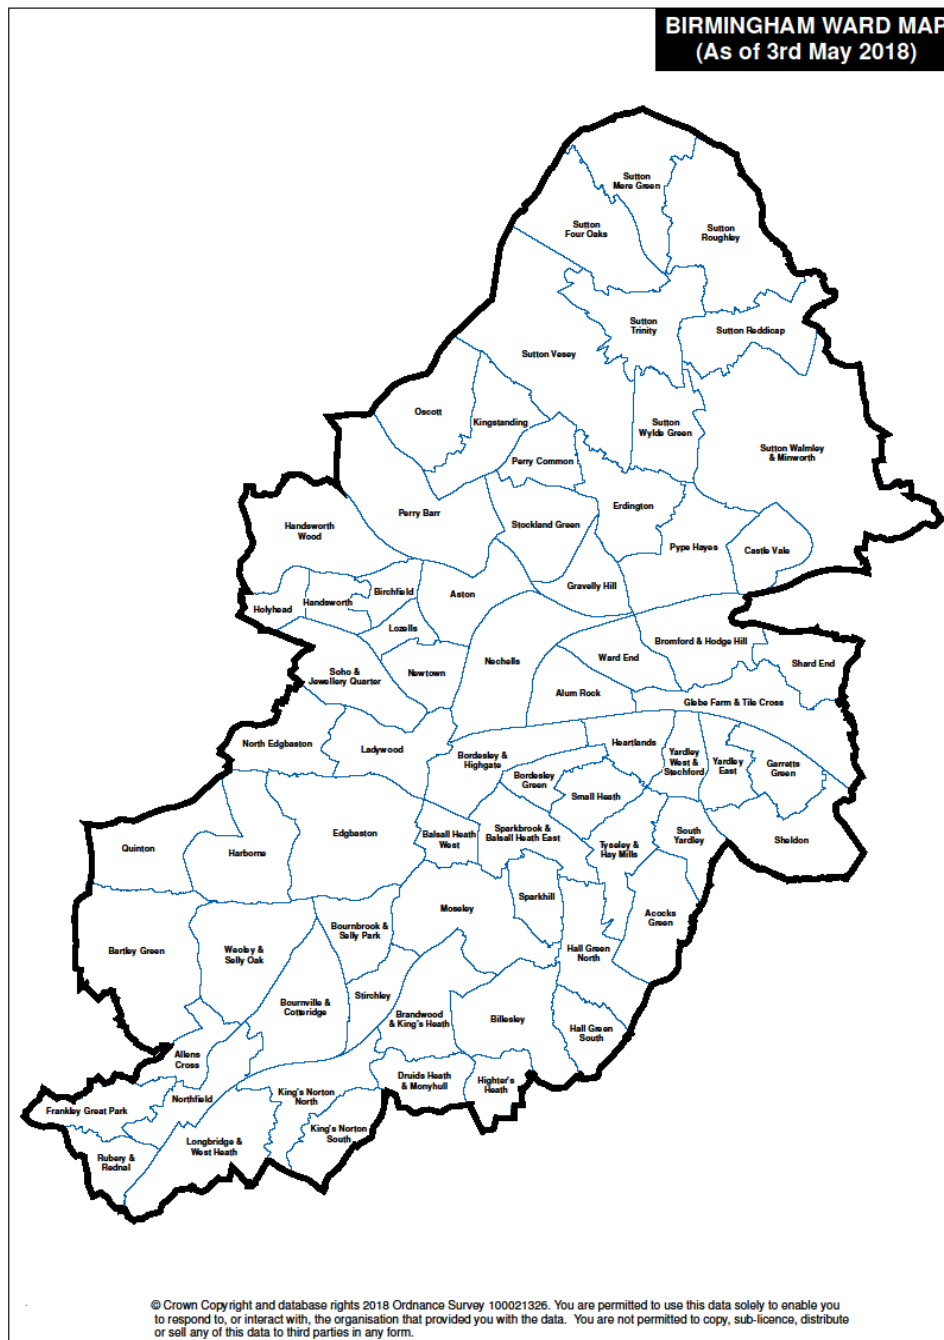 BIRMINGHAM WARD MAP
(As of 3rd May 2018)
Sutton
Mere Green
Sutton
Four Oaks
Sutton
Roughley
Sutton
Trinity
Sutton Reddicap
Sutton Vesey
Oscott
Kingstanding
Sutton
Wylde Green
Sutton Walmley
& Minworth
Perry Common
Erdington
Perry Barr
Stockland Green
Handsworth
Wood
Pype Hayes
Castle Vale
Gravelly Hill
Birchfield
Aston
Handsworth
Holyhead
Lozells
Bromford & Hodge Hill
Ward End
Nechells
Shard End
Soho &
Jewellery Quarter
Newtown
Alum Rock
Glebe Farm & Tile Cross
North Edgbaston
Ladywood
Heartlands
Bordesley &
Highgate
Yardley
West &
Stechford
Yardley
East
Garretts
Green
Bordesley
Green
Small Heath
Edgbaston
Balsall Heath
West
Sparkbrook &
Balsall Heath East
South
Yardley
Sheldon
Quinton
Harborne
Tyseley &
Hay Mills
Sparkhill
Moseley
Acocks
Green
Bournbrook &
Selly Park
Bartley Green
Weoley &
Selly Oak
Hall Green
North
Stirchley
Bournville &
Cotteridge
Brandwood
& King's Heath
Billesley
Hall Green
South
Allens
Cross
Druids Heath
& Monyhull
Highter's
Heath
Northfield
King's Norton
North
Frankley Great Park
King's Norton
South
Longbridge &
West Heath
Rubery &
Rednal
© Crown Copyright and database rights 2018 Ordnance Survey 100021326. You are permitted to use this data solely to enable you
to respond to, or interact with, the organisation that provided you with the data. You are not permitted to copy, sub-licence, distribute
or sell any of this data to third parties in any form.